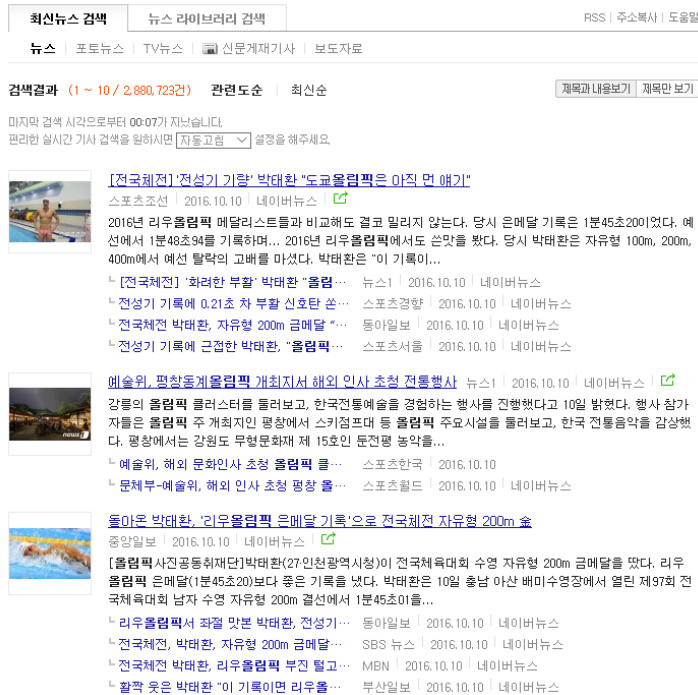 최신뉴스 검색 뉴스 라이브러리 검색 RSS 주소복사 도움말
뉴스 포토뉴스 TV뉴스 신문게재기사 보도자료
검색결과 (1 ~ 10 / 2,880,723건) 관련도순 최신순 제목과 내용보기 제목만 보기
마지막 검색 시각으로부터 00:07가 지났습니다.
편리한 실시간 기사 검색을 원하시면 자동고침 설정을 해주세요.
[전국체전] '전성기 기량' 박태환 "도쿄올림픽은 아직 먼 얘기"
스포츠조선 2016.10.10 네이버뉴스
2016년 리우올림픽 메달리스트들과 비교해도 결코 밀리지 않는다. 당시 은메달 기록은 1분45초20이었다. 예
선에서 1분48초94를 기록하며... 2016년 리우올림픽에서도 쓴맛을 봤다. 당시 박태환은 자유형 100m, 200m,
400m에서 예선 탈락의 고배를 마셨다. 박태환은 "이 기록이...
[전국체전] '화려한 부활' 박태환 "올림... 뉴스1 2016.10.10 네이버뉴스
전성기 기록에 0.21초 차 부활 신호탄 쏜... 스포츠경향 2016.10.10 네이버뉴스
전국체전 박태환, 자유형 200m 금메달 "... 동아일보 2016.10.10 네이버뉴스
전성기 기록에 근접한 박태환, "올림픽... 스포츠서울 2016.10.10 네이버뉴스
예술위, 평창동계올림픽 개최지서 해외 인사 초청 전통행사 뉴스1 2016.10.10 네이버뉴스
강릉의 올림픽 클러스터를 둘러보고, 한국전통예술을 경험하는 행사를 진행했다고 10일 밝혔다. 행사 참가
자들은 올림픽 주 개최지인 평창에서 스키점프대 등 올림픽 주요시설을 둘러보고, 한국 전통음악을 감상했
다. 평창에서는 강원도 무형문화재 제 15호인 둔전평 농악을...
예술위, 해외 문화인사 초청 올림픽 클... 스포츠한국 2016.10.10
문체부-예술위, 해외 인사 초청 평창 올... 스포츠월드 2016.10.10 네이버뉴스
돌아온 박태환, '리우올림픽 은메달 기록'으로 전국체전 자유형 200m 金
중앙일보 2016.10.10 네이버뉴스
[올림픽사진공동취재단]박태환(27·인천광역시청)이 전국체육대회 수영 자유형 200m 금메달을 땄다. 리우
올림픽 은메달(1분45초20)보다 좋은 기록을 냈다. 박태환은 10일 충남 아산 배미수영장에서 열린 제97회 전
국체육대회 남자 수영 자유형 200m 결선에서 1분45초01을...
리우올림픽서 좌절 맛본 박태환, 전성기... 동아일보 2016.10.10 네이버뉴스
전국체전, 박태환, 자유형 200m 금메달... SBS 뉴스 2016.10.10 네이버뉴스
전국체전 박태환, 리우올림픽 부진 털고... MBN 2016.10.10 네이버뉴스
활짝 웃은 박태환 "이 기록이면 리우올... 부산일보 2016.10.10 네이버뉴스